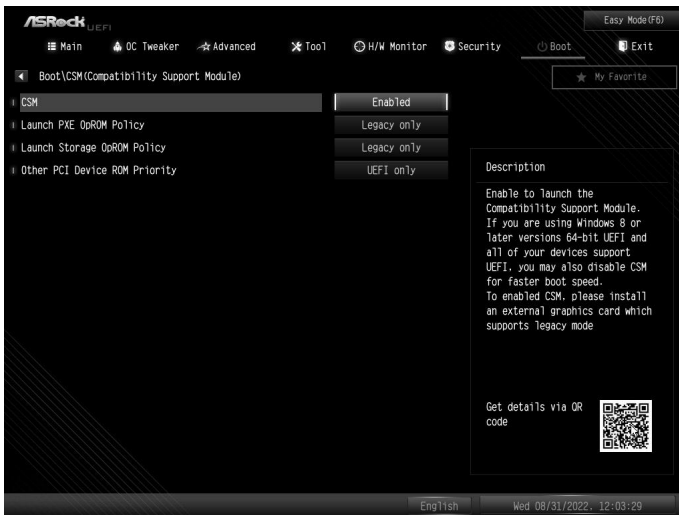 ASRock UEFI
Easy Mode(F6)
Main OC Tweaker Advanced Tool H/W Monitor Security Boot Exit
Boot\CSM(Compatibility Support Module)
My Favorite
CSM Enabled
Launch PXE OpROM Policy Legacy only
Launch Storage OpROM Policy Legacy only
Other PCI Device ROM Priority UEFI only
Description
Enable to launch the
Compatibility Support Module.
If you are using Windows 8 or
later versions 64-bit UEFI and
all of your devices support
UEFI, you may also disable CSM
for faster boot speed.
To enabled CSM, please install
an external graphics card which
supports legacy mode
Get details via QR
code
English
Wed 08/31/2022, 12:03:29